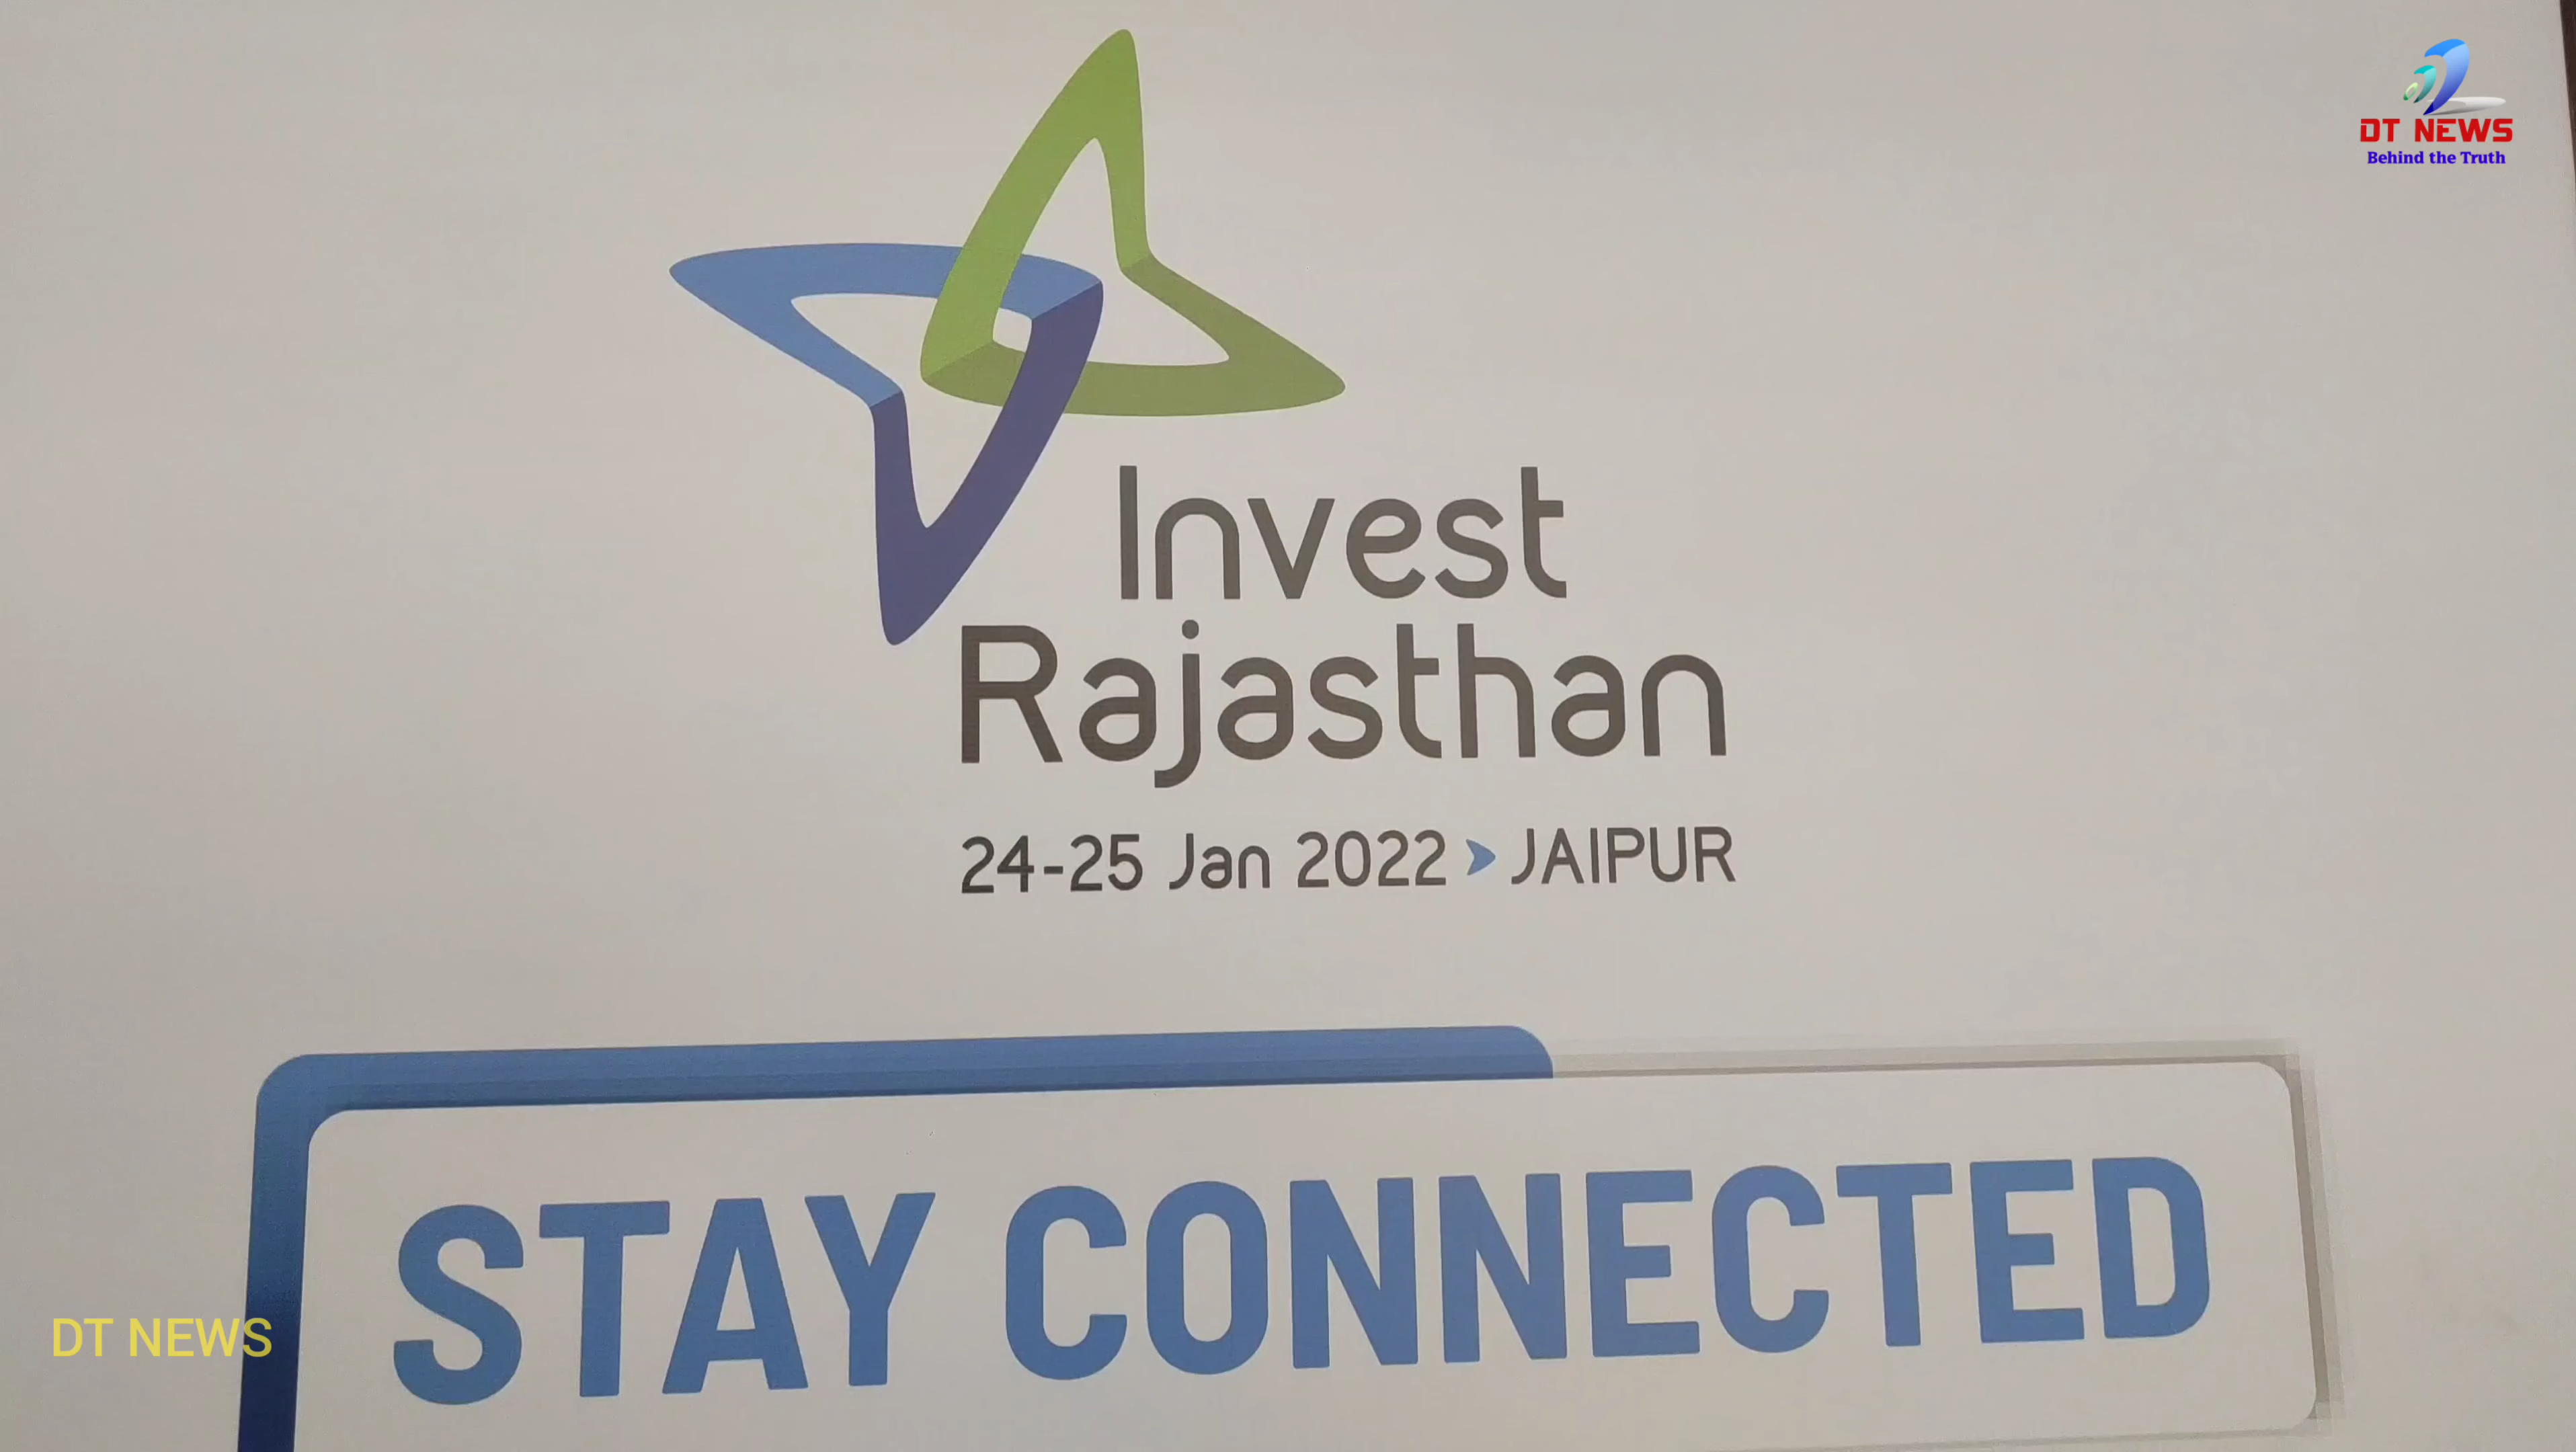 DT NEWS
Behind the Truth
Invest
Rajasthan
24-25 Jan 2022 > JAIPUR
STAY CONNECTED
DT NEWS